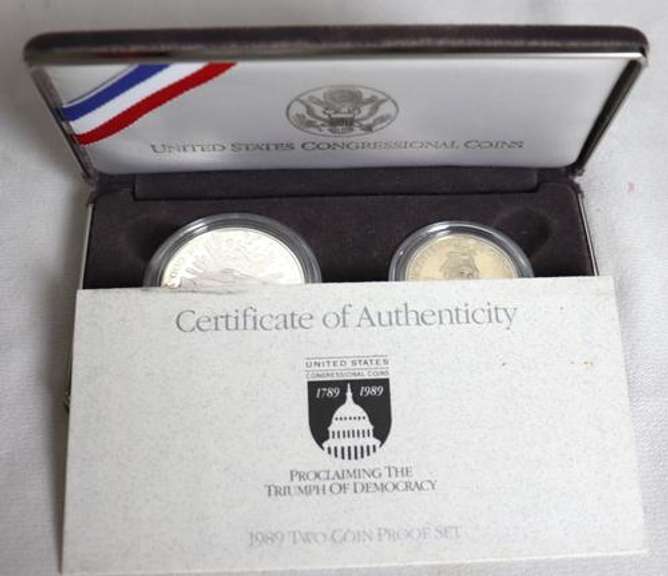 UNITED STATES CONGRESSIONAL COINS
Certificate of Authenticity
UNITED STATES
CONGRESSIONAL COINS
1789 1989
PROCLAIMING THE
TRIUMPH OF DEMOCRACY
1989 TWO COIN PROOF SET